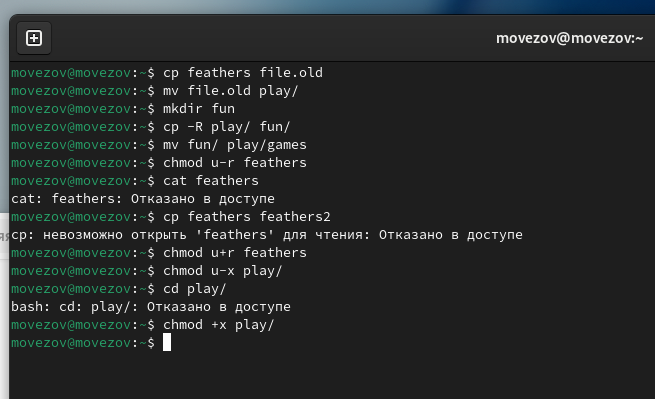 movezov@movezov:~
movezov@movezov:~$ cp feathers file.old
movezov@movezov:~$ mv file.old play/
movezov@movezov:~$ mkdir fun
movezov@movezov:~$ cp -R play/ fun/
movezov@movezov:~$ mv fun/ play/games
movezov@movezov:~$ chmod u-r feathers
movezov@movezov:~$ cat feathers
cat: feathers: Отказано в доступе
movezov@movezov:~$ cp feathers feathers2
cp: невозможно открыть 'feathers' для чтения: Отказано в доступе
movezov@movezov:~$ chmod u+r feathers
movezov@movezov:~$ chmod u-x play/
movezov@movezov:~$ cd play/
bash: cd: play/: Отказано в доступе
movezov@movezov:~$ chmod +x play/
movezov@movezov:~$